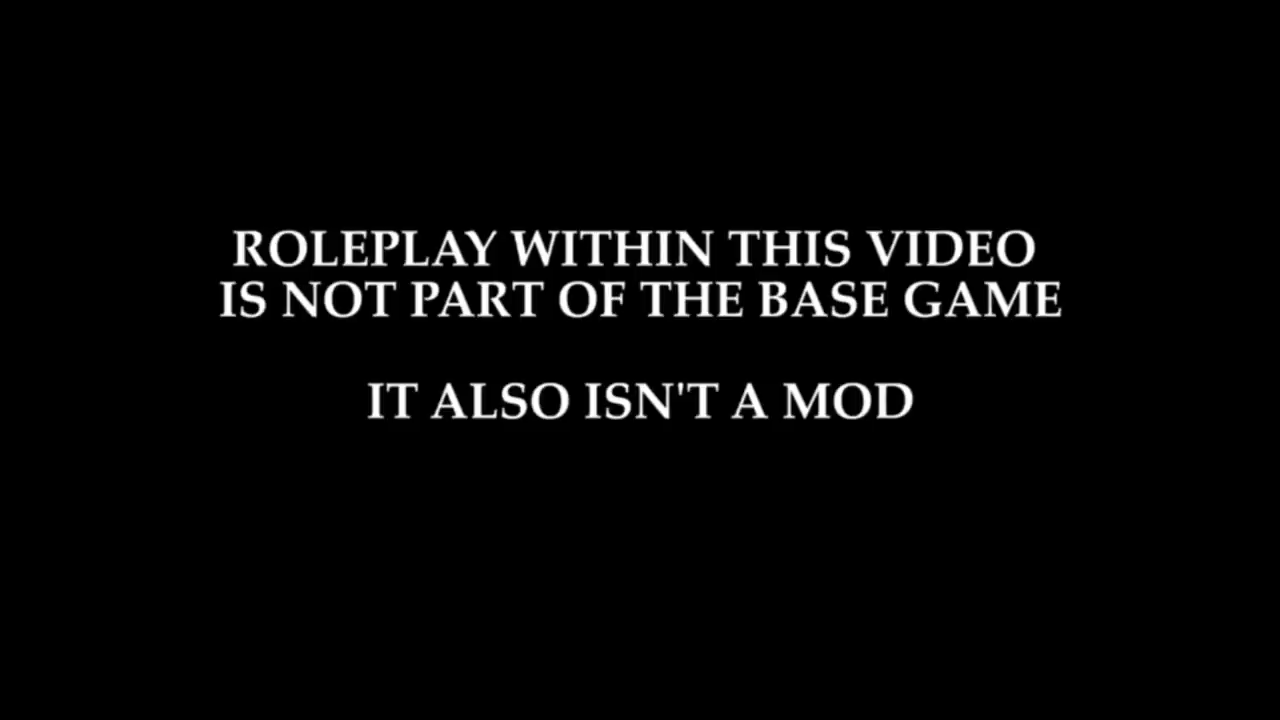 ROLEPLAY WITHIN THIS VIDEO
IS NOT PART OF THE BASE GAME
IT ALSO ISN'T A MOD